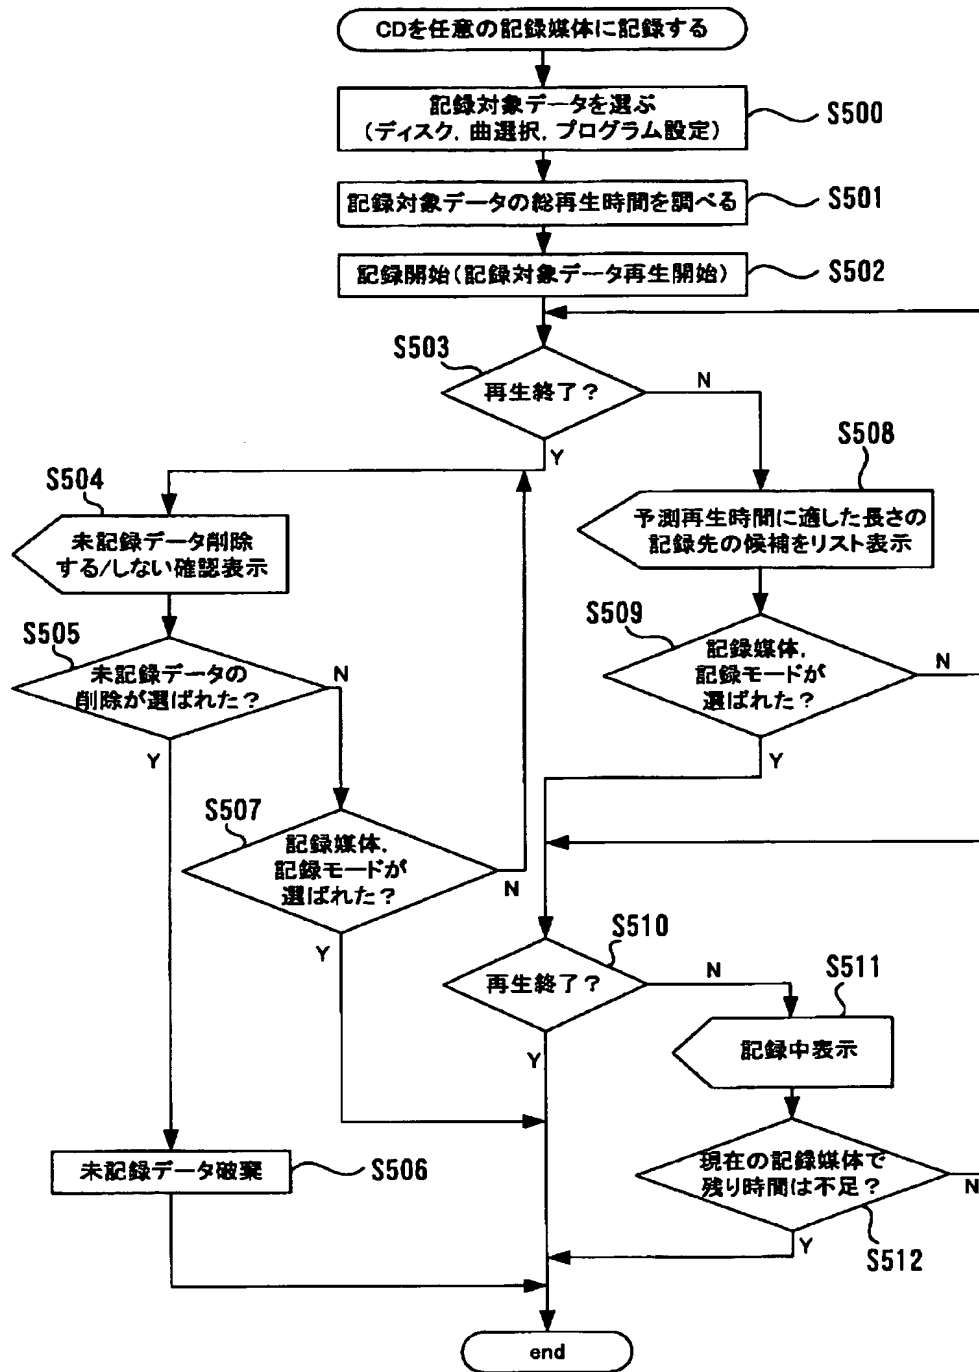 CDを任意の記録媒体に記録する
記録対象データを選ぶ
(ディスク, 曲選択, プログラム設定)
S500
記録対象データの総再生時間を調べる
S501
記録開始(記録対象データ再生開始)
S502
S503
再生終了?
N
Y
S504
未記録データ削除
する/しない確認表示
S508
予測再生時間に適した長さの
記録先の候補をリスト表示
S505
未記録データの
削除が選ばれた?
N
Y
S509
記録媒体,
記録モードが
選ばれた?
N
Y
S507
記録媒体,
記録モードが
選ばれた?
N
Y
S510
再生終了?
N
Y
S511
記録中表示
未記録データ破棄
S506
現在の記録媒体で
残り時間は不足?
N
Y
S512
end